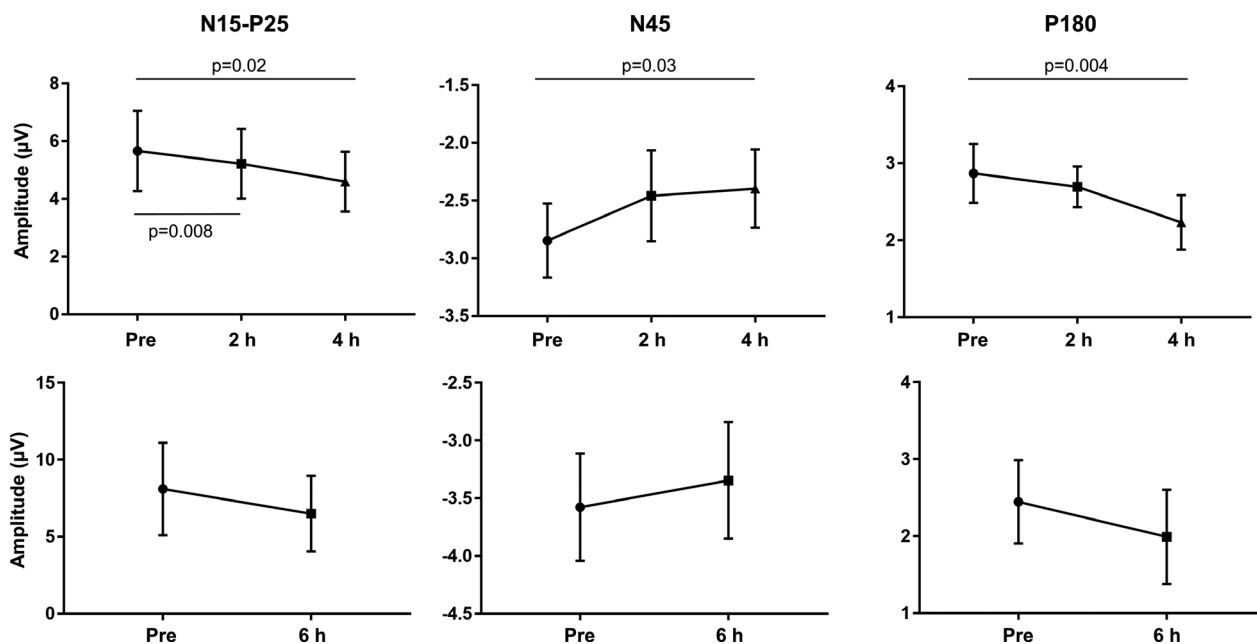 N15-P25
N45
P180
p=0.02
p=0.03
p=0.004
Amplitude (µV)
8
6
4
2
0
p=0.008
Pre
2 h
4 h
-1.5
-2.0
-2.5
-3.0
-3.5
Pre
2 h
4 h
4
3
2
1
Pre
2 h
4 h
Amplitude (µV)
15
10
5
0
Pre
6 h
-2.5
-3.0
-3.5
-4.0
-4.5
Pre
6 h
4
3
2
1
Pre
6 h